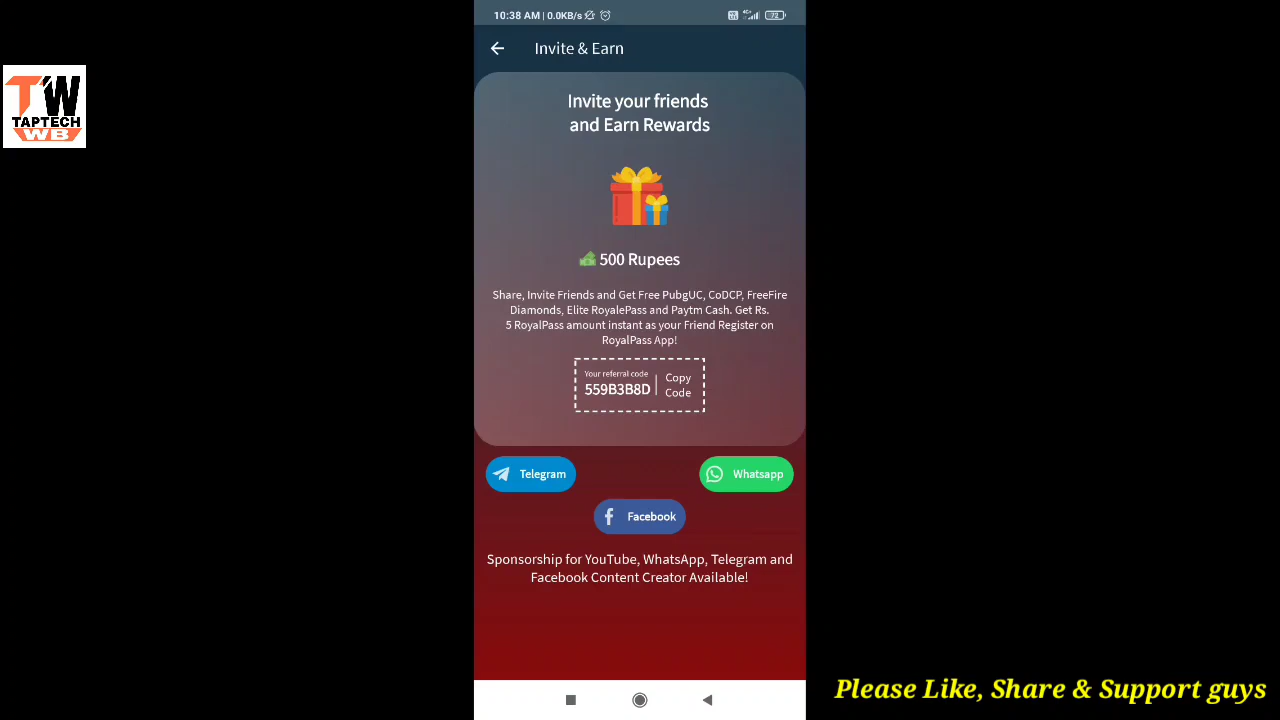 10:38 AM | 0.0KB/s
4G
72
Invite & Earn
TW
TAPTECH
WB
Invite your friends
and Earn Rewards
500 Rupees
Share, Invite Friends and Get Free PubgUC, CoDCP, FreeFire
Diamonds, Elite RoyalePass and Paytm Cash. Get Rs.
5 RoyalPass amount instant as your Friend Register on
RoyalPass App!
Your referral code
559B3B8D
Copy
Code
Telegram
Whatsapp
Facebook
Sponsorship for YouTube, WhatsApp, Telegram and
Facebook Content Creator Available!
Please Like, Share & Support guys